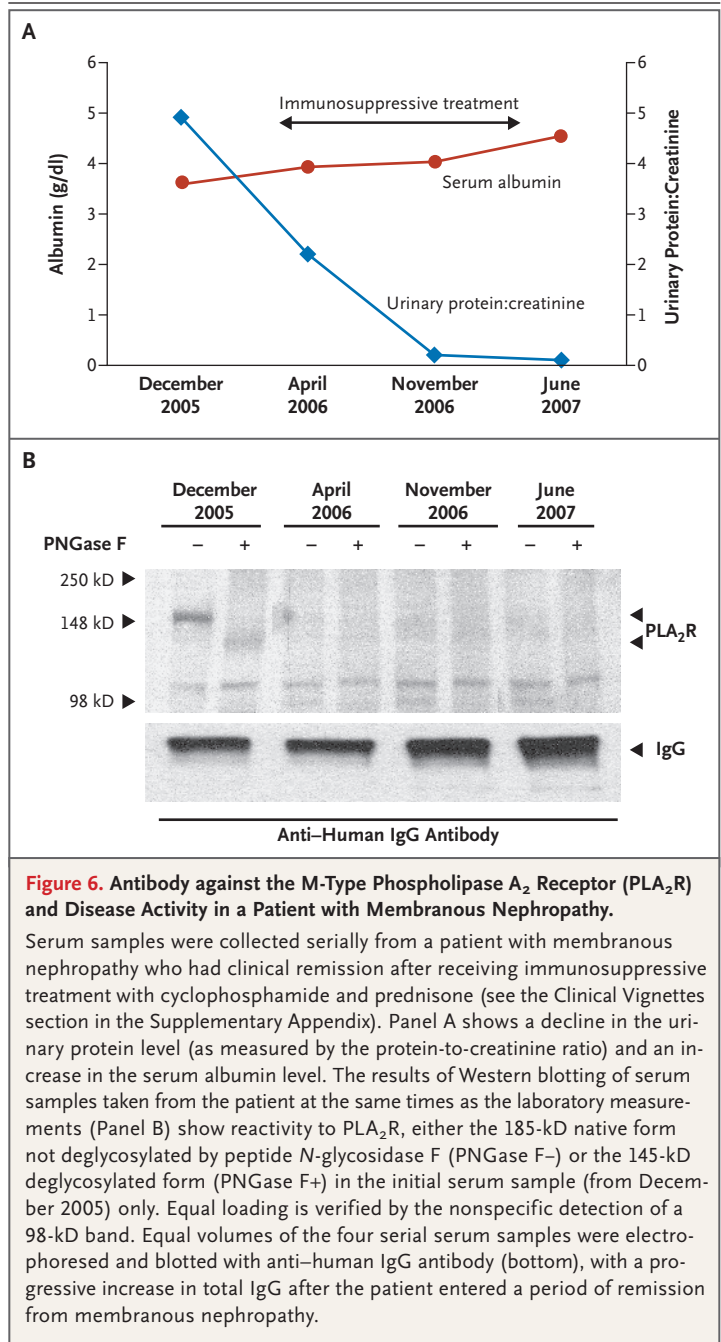 A
6
5
4
3
2
1
0
Albumin (g/dl)
Immunosuppressive treatment
Serum albumin
Urinary protein:creatinine
6
5
4
3
2
1
0
Urinary Protein:Creatinine
December
2005
April
2006
November
2006
June
2007
B
December
2005
April
2006
November
2006
June
2007
PNGase F – + – + – + – +
250 kD
148 kD
98 kD
PLA₂R
IgG
Anti–Human IgG Antibody
Figure 6. Antibody against the M-Type Phospholipase A₂ Receptor (PLA₂R)
and Disease Activity in a Patient with Membranous Nephropathy.
Serum samples were collected serially from a patient with membranous
nephropathy who had clinical remission after receiving immunosuppressive
treatment with cyclophosphamide and prednisone (see the Clinical Vignettes
section in the Supplementary Appendix). Panel A shows a decline in the uri-
nary protein level (as measured by the protein-to-creatinine ratio) and an in-
crease in the serum albumin level. The results of Western blotting of serum
samples taken from the patient at the same times as the laboratory measure-
ments (Panel B) show reactivity to PLA₂R, either the 185-kD native form
not deglycosylated by peptide N-glycosidase F (PNGase F–) or the 145-kD
deglycosylated form (PNGase F+) in the initial serum sample (from Decem-
ber 2005) only. Equal loading is verified by the nonspecific detection of a
98-kD band. Equal volumes of the four serial serum samples were electro-
phoresed and blotted with anti–human IgG antibody (bottom), with a pro-
gressive increase in total IgG after the patient entered a period of remission
from membranous nephropathy.